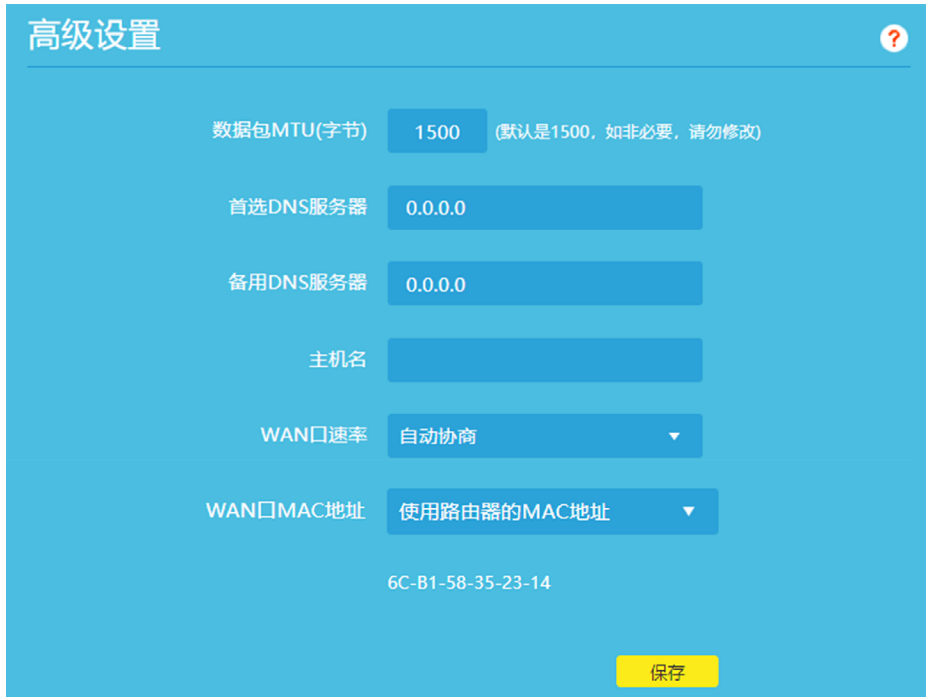 高级设置
?
数据包MTU(字节) 1500 (默认是1500，如非必要，请勿修改)
首选DNS服务器 0.0.0.0
备用DNS服务器 0.0.0.0
主机名
WAN口速率 自动协商
WAN口MAC地址 使用路由器的MAC地址
6C-B1-58-35-23-14
保存